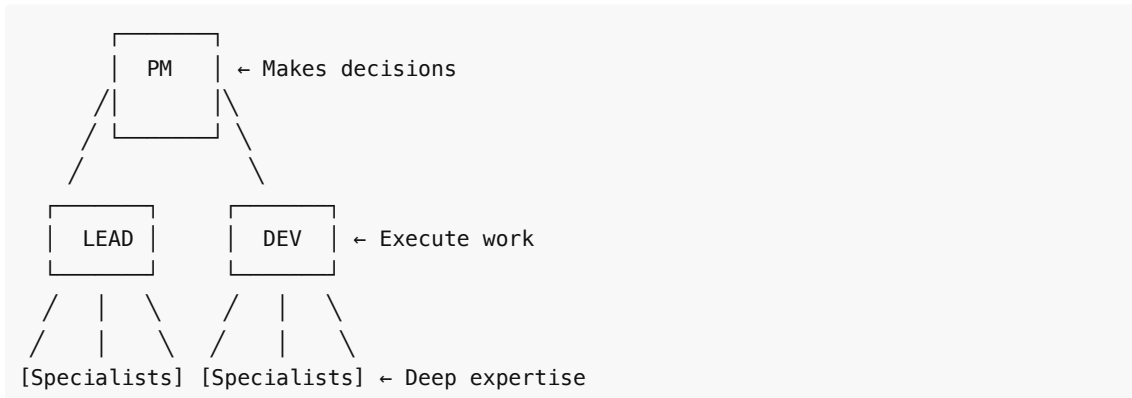 PM ← Makes decisions
LEAD DEV ← Execute work
[Specialists] [Specialists] ← Deep expertise